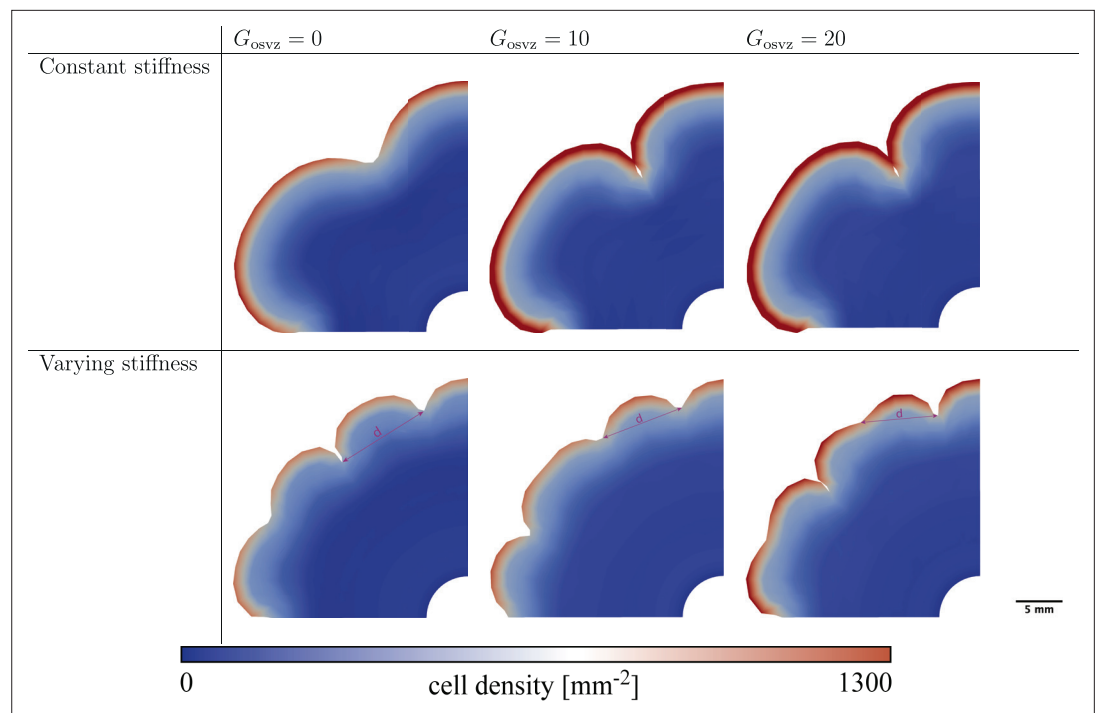 G_osvz = 0 G_osvz = 10 G_osvz = 20
Constant stiffness
Varying stiffness
d d d
5 mm
0 cell density [mm⁻²] 1300